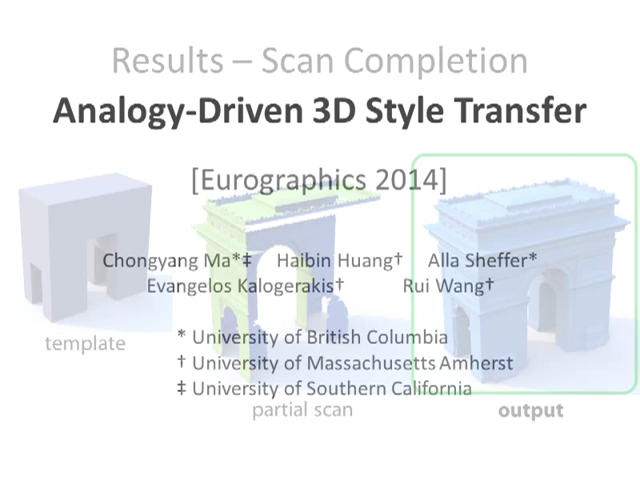 Results – Scan Completion
Analogy-Driven 3D Style Transfer
[Eurographics 2014]
Chongyang Ma*‡ Haibin Huang† Alla Sheffer*
Evangelos Kalogerakis† Rui Wang†
template
* University of British Columbia
† University of Massachusetts Amherst
‡ University of Southern California
partial scan
output